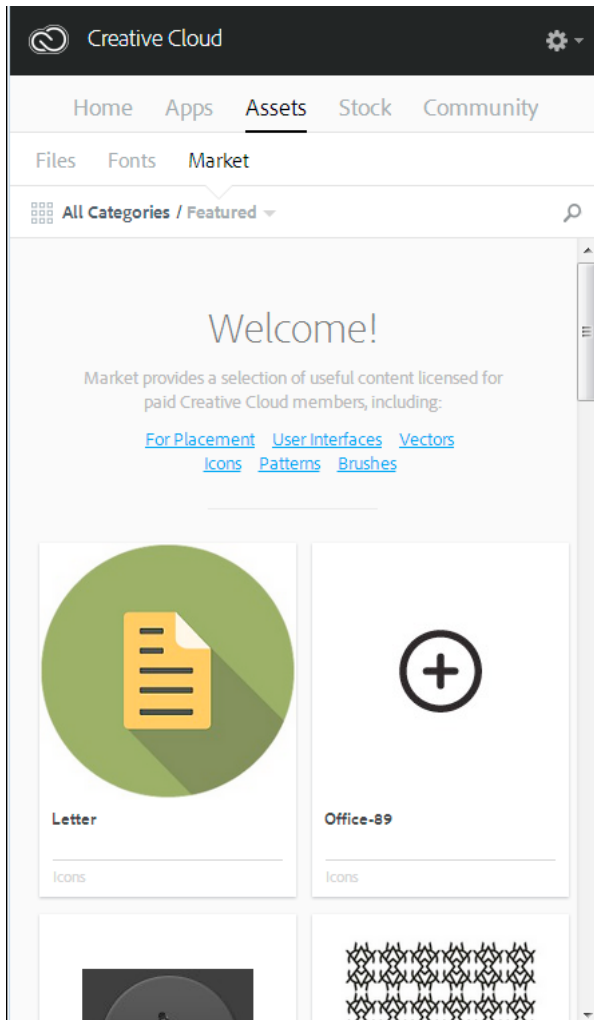 Creative Cloud
Home Apps Assets Stock Community
Files Fonts Market
All Categories / Featured
Welcome!
Market provides a selection of useful content licensed for
paid Creative Cloud members, including:
For Placement User Interfaces Vectors
Icons Patterns Brushes
Letter Office-89
Icons Icons